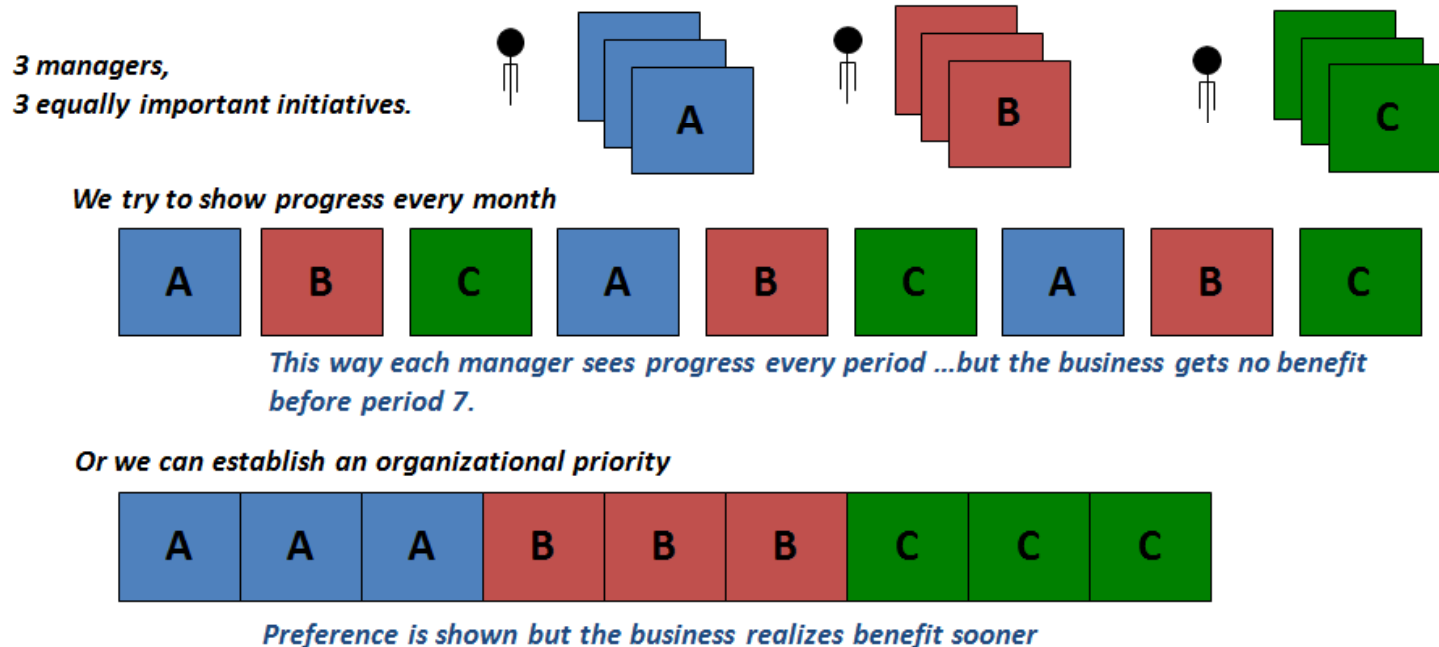 3 managers,
3 equally important initiatives.
A
B
C
We try to show progress every month
A B C A B C A B C
This way each manager sees progress every period ...but the business gets no benefit
before period 7.
Or we can establish an organizational priority
A A A B B B C C C
Preference is shown but the business realizes benefit sooner